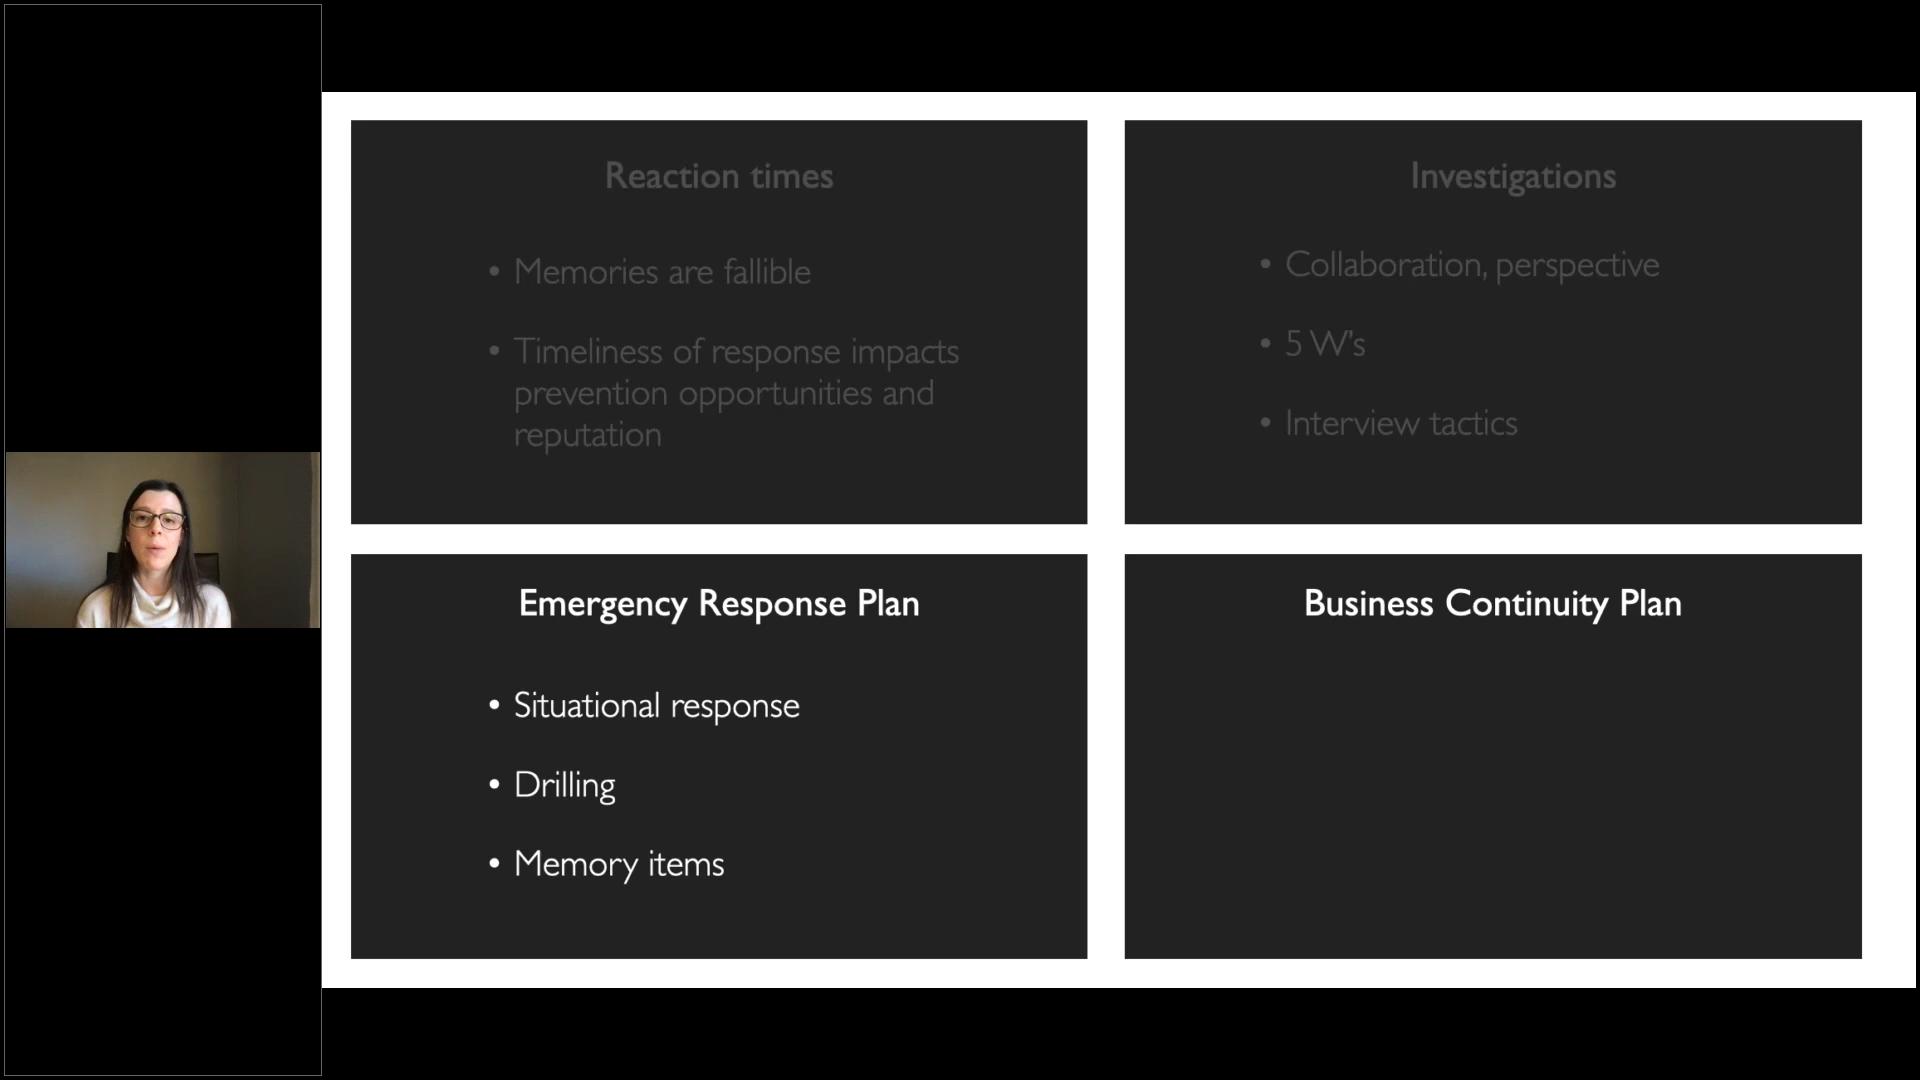 Reaction times
• Memories are fallible
• Timeliness of response impacts
prevention opportunities and
reputation
Investigations
• Collaboration, perspective
• 5 W's
• Interview tactics
Emergency Response Plan
• Situational response
• Drilling
• Memory items
Business Continuity Plan